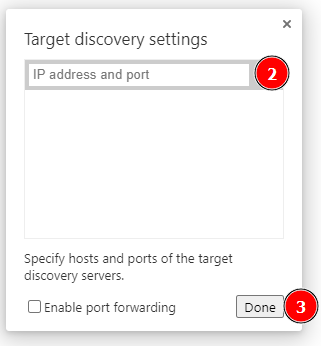 ×
Target discovery settings
IP address and port
2
Specify hosts and ports of the target
discovery servers.
Enable port forwarding
Done
3